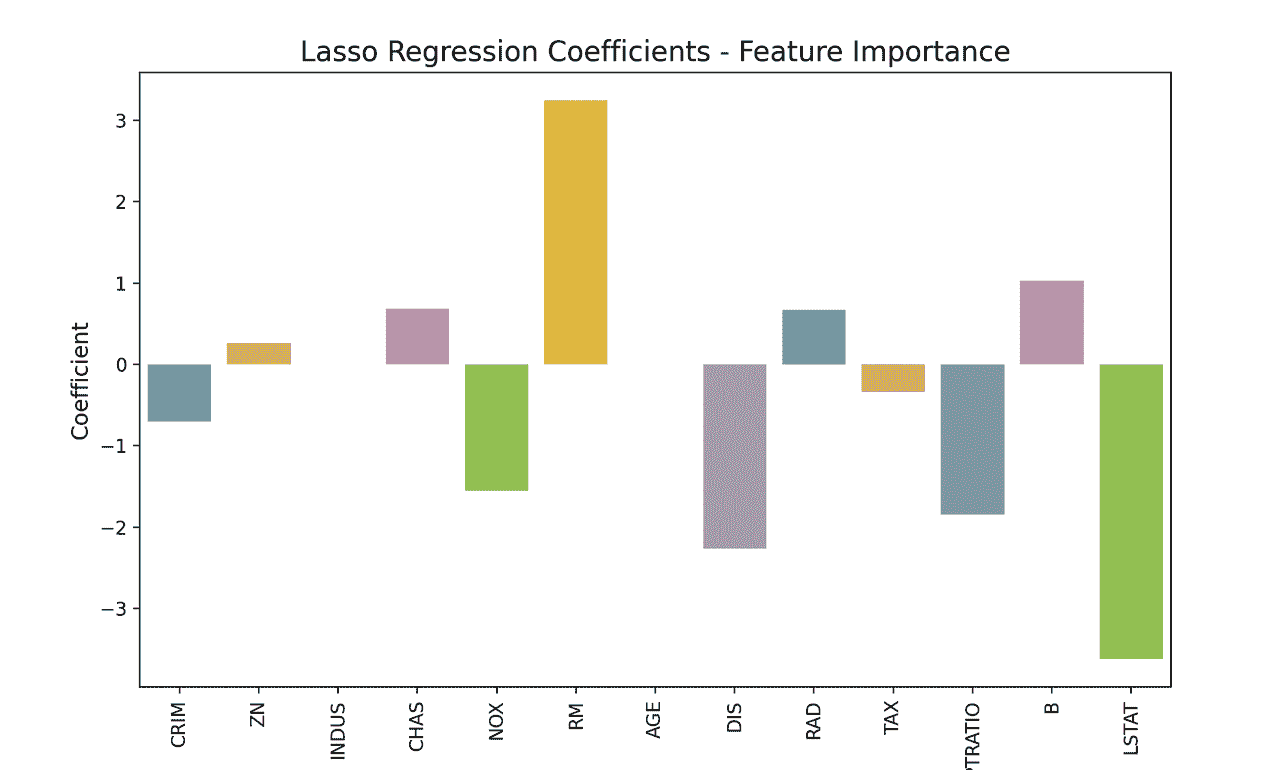 Lasso Regression Coefficients - Feature Importance
Coefficient
3
2
1
0
−1
−2
−3
CRIM
ZN
INDUS
CHAS
NOX
RM
AGE
DIS
RAD
TAX
PTRATIO
B
LSTAT